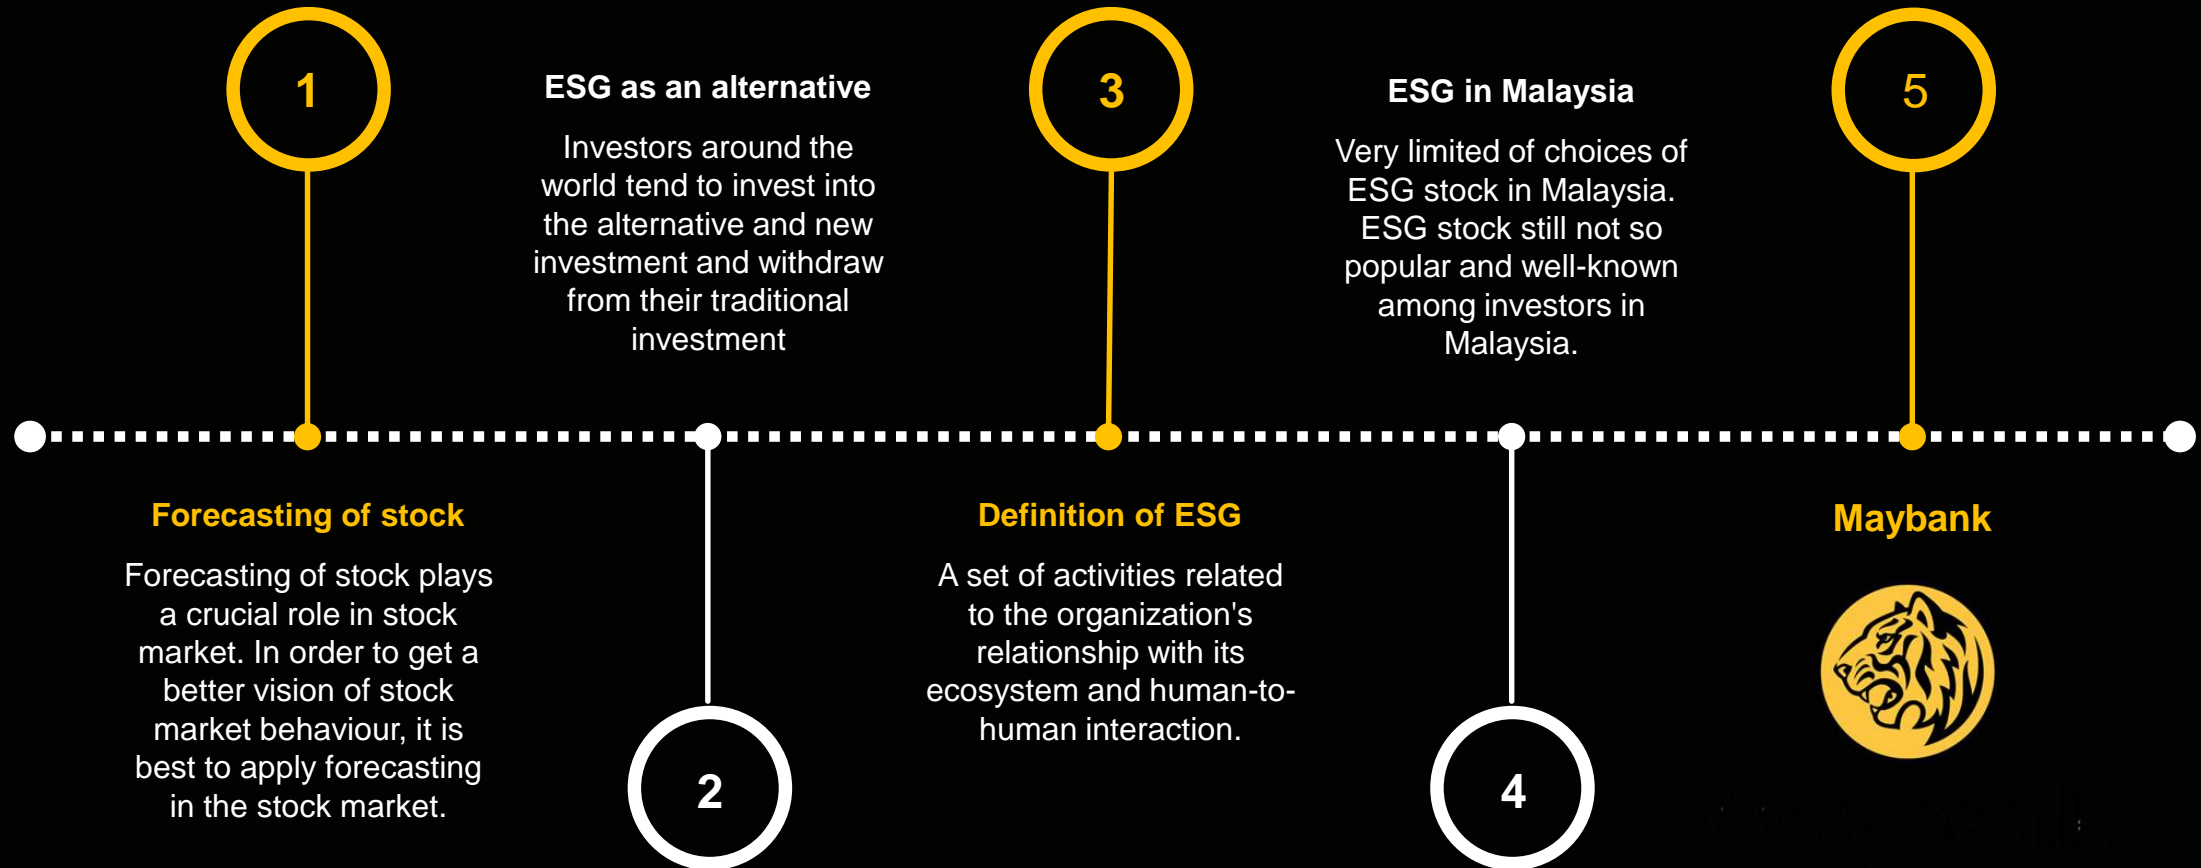 1
Forecasting of stock
Forecasting of stock plays
a crucial role in stock
market. In order to get a
better vision of stock
market behaviour, it is
best to apply forecasting
in the stock market.
ESG as an alternative
Investors around the
world tend to invest into
the alternative and new
investment and withdraw
from their traditional
investment
2
3
Definition of ESG
A set of activities related
to the organization's
relationship with its
ecosystem and human-to-
human interaction.
ESG in Malaysia
Very limited of choices of
ESG stock in Malaysia.
ESG stock still not so
popular and well-known
among investors in
Malaysia.
4
5
Maybank
Maybank